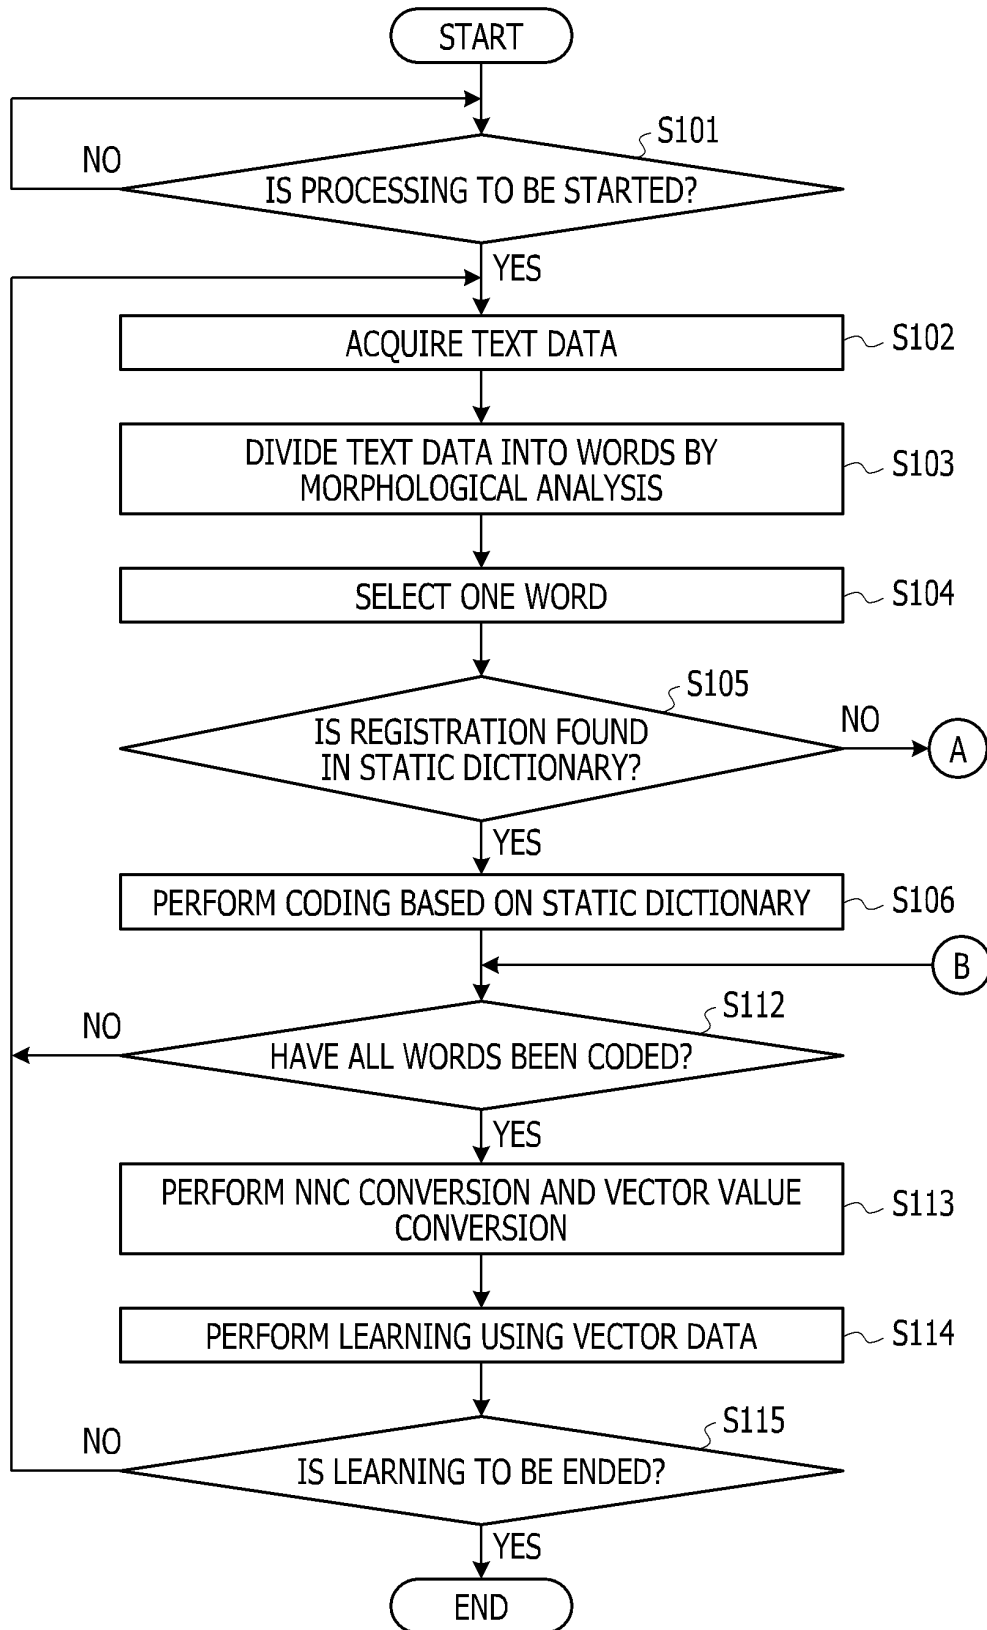 START
S101
NO
IS PROCESSING TO BE STARTED?
YES
ACQUIRE TEXT DATA
S102
DIVIDE TEXT DATA INTO WORDS BY
MORPHOLOGICAL ANALYSIS
S103
SELECT ONE WORD
S104
S105
IS REGISTRATION FOUND
IN STATIC DICTIONARY?
NO
A
YES
PERFORM CODING BASED ON STATIC DICTIONARY
S106
B
S112
NO
HAVE ALL WORDS BEEN CODED?
YES
PERFORM NNC CONVERSION AND VECTOR VALUE
CONVERSION
S113
PERFORM LEARNING USING VECTOR DATA
S114
S115
NO
IS LEARNING TO BE ENDED?
YES
END